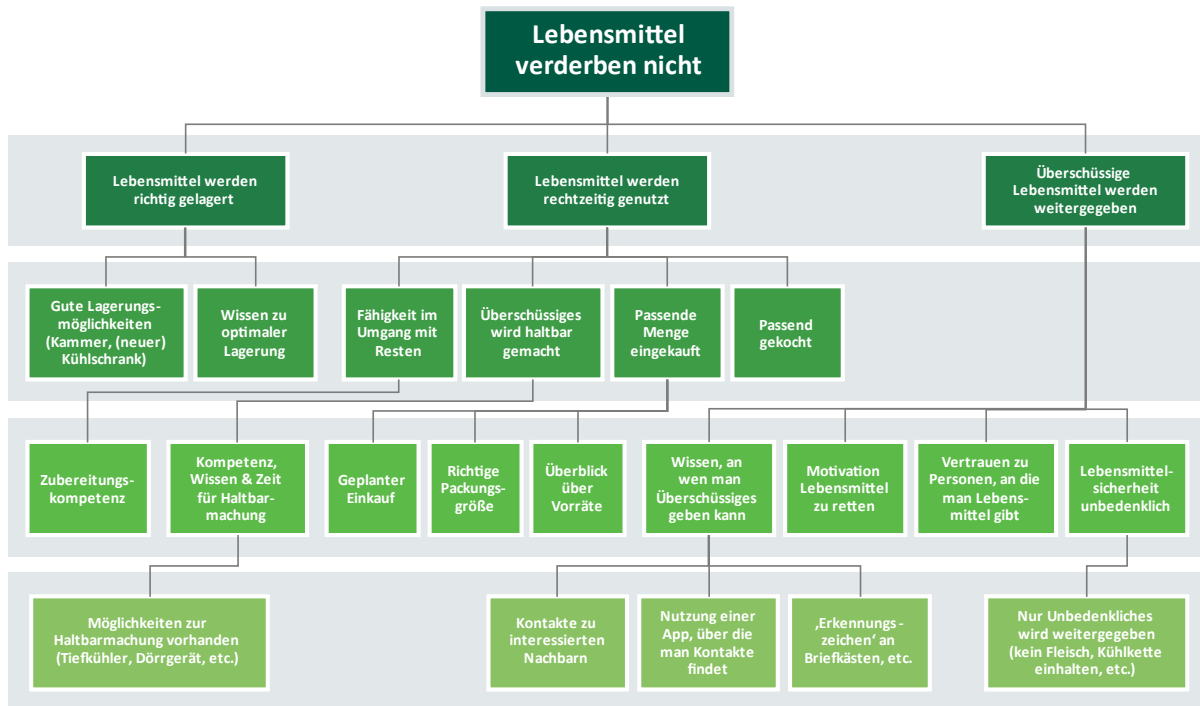 Lebensmittel
verderben nicht
Lebensmittel werden
richtig gelagert
Lebensmittel werden
rechtzeitig genutzt
Überschüssige
Lebensmittel werden
weitergegeben
Gute Lagerungs-
möglichkeiten
(Kammer, (neuer)
Kühlschrank)
Wissen zu
optimaler
Lagerung
Fähigkeit im
Umgang mit
Resten
Überschüssiges
wird haltbar
gemacht
Passende
Menge
eingekauft
Passend
gekocht
Zubereitungs-
kompetenz
Kompetenz,
Wissen & Zeit
für Haltbar-
machung
Geplanter
Einkauf
Richtige
Packungs-
größe
Überblick
über
Vorräte
Wissen, an
wen man
Überschüssiges
geben kann
Motivation
Lebensmittel
zu retten
Vertrauen zu
Personen, an die
man Lebens-
mittel gibt
Lebensmittel-
sicherheit
unbedenklich
Möglichkeiten zur
Haltbarmachung vorhanden
(Tiefkühler, Dörrgerät, etc.)
Kontakte zu
interessierten
Nachbarn
Nutzung einer
App, über die
man Kontakte
findet
‚Erkennungs-
zeichen‘ an
Briefkästen, etc.
Nur Unbedenkliches
wird weitergegeben
(kein Fleisch, Kühlkette
einhalten, etc.)